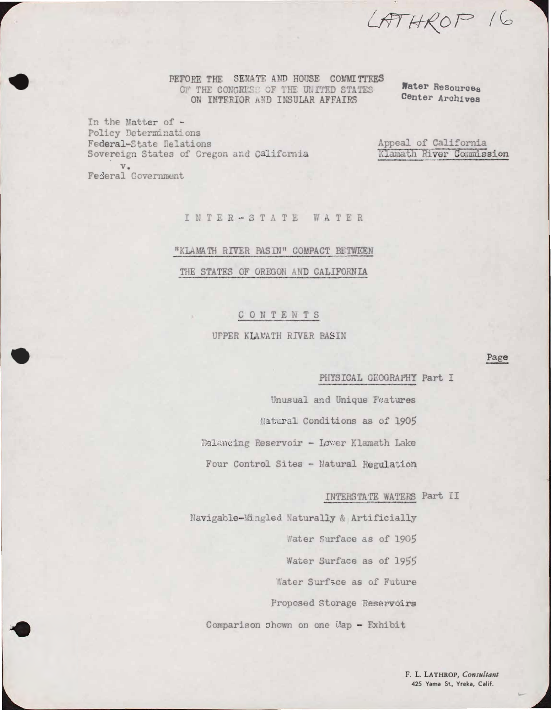 LATHROP 16
BEFORE THE SENATE AND HOUSE COMMITTEES
OF THE CONGRESS OF THE UNITED STATES
ON INTERIOR AND INSULAR AFFAIRS
Water Resources
Center Archives
In the Matter of -
Policy Determinations
Federal-State Relations
Sovereign States of Oregon and California
v.
Federal Government
Appeal of California
Klamath River Commission
INTER-STATE WATER
"KLAMATH RIVER BASIN" COMPACT BETWEEN
THE STATES OF OREGON AND CALIFORNIA
CONTENTS
UPPER KLAMATH RIVER BASIN
Page
PHYSICAL GEOGRAPHY Part I
Unusual and Unique Features
Natural Conditions as of 1905
Balancing Reservoir - Lower Klamath Lake
Four Control Sites - Natural Regulation
INTERSTATE WATERS Part II
Navigable-Mingled Naturally & Artificially
Water Surface as of 1905
Water Surface as of 1955
Water Surface as of Future
Proposed Storage Reservoirs
Comparison shown on one Map - Exhibit
F. L. LATHROP, Consultant
425 Yama St., Yreka, Calif.